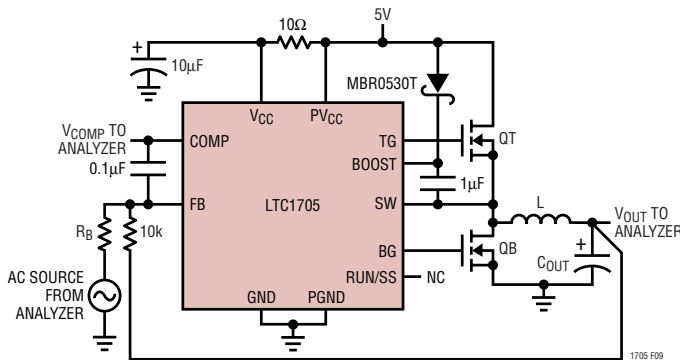 10Ω
5V
+
10µF
MBR0530T
VCC
PVCC
VCOMP TO
ANALYZER
COMP
TG
QT
0.1µF
BOOST
1µF
FB
LTC1705
SW
L
VOUT TO
ANALYZER
RB
10k
BG
QB
+
COUT
AC SOURCE
FROM
ANALYZER
RUN/SS
NC
GND
PGND
1705 F09